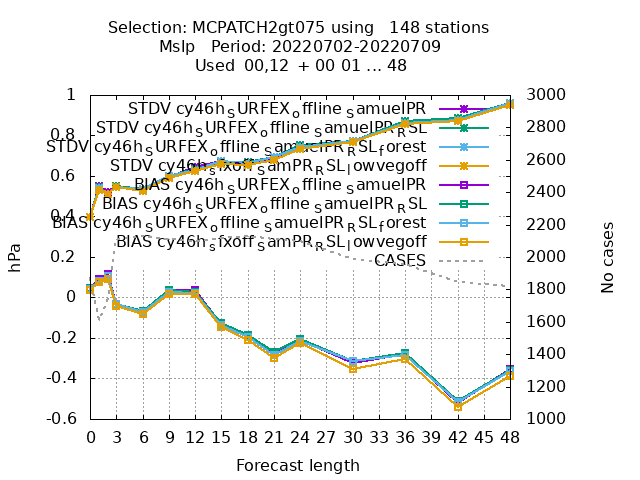 Selection: MCPATCH2gt075 using   148 stations
Mslp   Period: 20220702-20220709
Used  00,12  + 00 01 ... 48
STDV cy46h_SURFEX_offline_SamuelPR
STDV cy46h_SURFEX_offline_SamuelPR_RSL
STDV cy46h_SURFEX_offline_SamuelPR_RSL_forest
STDV cy46h_sfxoff_SamPR_RSL_lowvegoff
BIAS cy46h_SURFEX_offline_SamuelPR
BIAS cy46h_SURFEX_offline_SamuelPR_RSL
BIAS cy46h_SURFEX_offline_SamuelPR_RSL_forest
BIAS cy46h_sfxoff_SamPR_RSL_lowvegoff
CASES
1
0.8
0.6
0.4
0.2
0
-0.2
-0.4
-0.6
hPa
3000
2800
2600
2400
2200
2000
1800
1600
1400
1200
1000
No cases
0 3 6 9 12 15 18 21 24 27 30 33 36 39 42 45 48
Forecast length